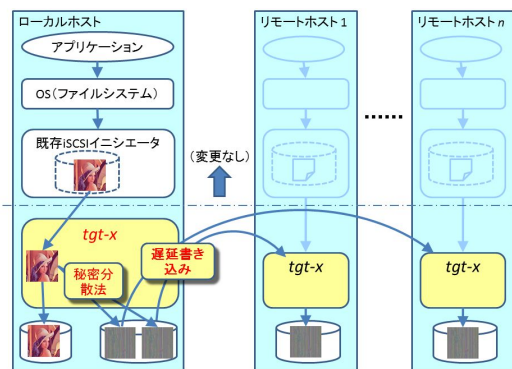 ローカルホスト
アプリケーション
OS(ファイルシステム)
既存iSCSIイニシエータ
(変更なし)
リモートホスト1
……
リモートホストn
tgt-x
秘密分
散法
遅延書き
込み
tgt-x
tgt-x